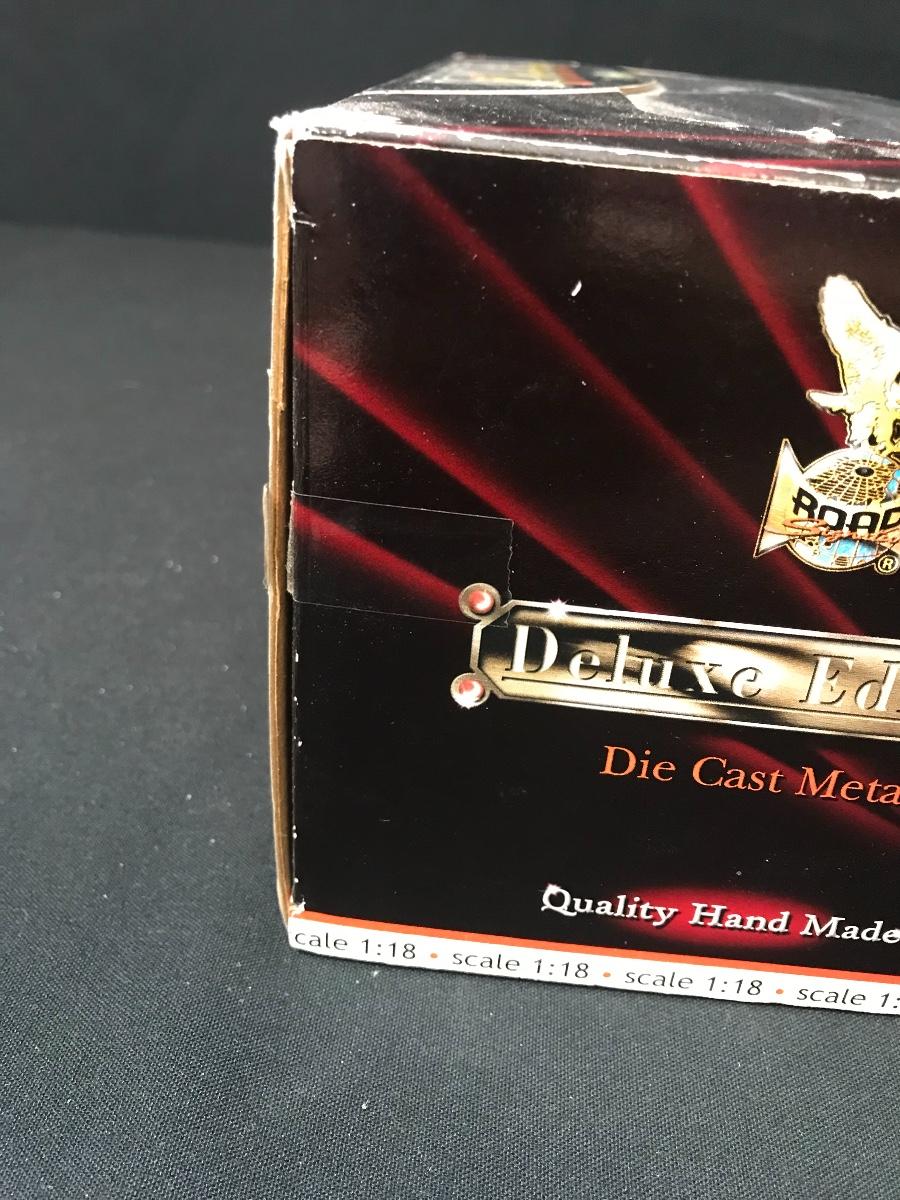 ROAD
Signature
®
Deluxe Ed
Die Cast Meta
Quality Hand Made
cale 1:18 • scale 1:18 • scale 1:18 • scale 1: